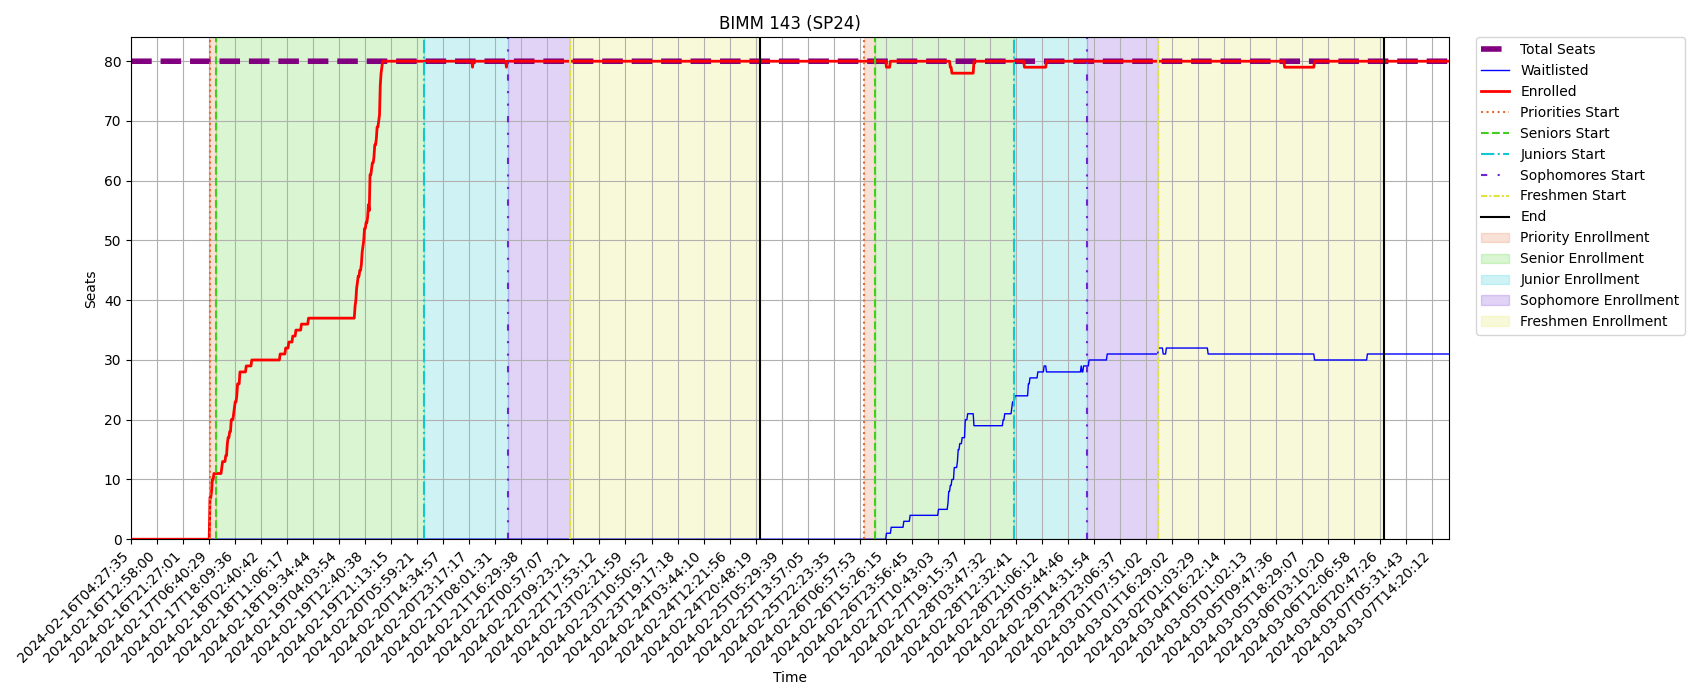 BIMM 143 (SP24)
Seats
80
70
60
50
40
30
20
10
0
2024-02-16T04:27:35
2024-02-16T12:58:00
2024-02-16T21:27:01
2024-02-17T06:40:29
2024-02-17T18:09:36
2024-02-18T02:40:42
2024-02-18T11:06:17
2024-02-18T19:34:44
2024-02-19T04:03:54
2024-02-19T12:40:38
2024-02-19T21:13:15
2024-02-20T05:59:21
2024-02-20T14:34:57
2024-02-20T23:17:17
2024-02-21T08:01:31
2024-02-21T16:29:38
2024-02-22T00:57:07
2024-02-22T09:23:21
2024-02-22T17:53:12
2024-02-23T02:21:59
2024-02-23T10:50:52
2024-02-23T19:17:18
2024-02-24T03:44:10
2024-02-24T12:21:56
2024-02-24T20:48:19
2024-02-25T05:29:39
2024-02-25T13:57:05
2024-02-25T22:23:35
2024-02-26T06:57:53
2024-02-26T15:26:15
2024-02-26T23:56:45
2024-02-27T10:43:03
2024-02-27T19:15:37
2024-02-28T03:47:32
2024-02-28T12:32:41
2024-02-28T21:06:12
2024-02-29T05:44:46
2024-02-29T14:31:54
2024-02-29T23:06:37
2024-03-01T07:51:02
2024-03-01T16:29:02
2024-03-02T01:03:29
2024-03-04T16:22:14
2024-03-05T01:02:13
2024-03-05T09:47:36
2024-03-05T18:29:07
2024-03-06T03:10:26
2024-03-06T12:06:58
2024-03-06T20:47:26
2024-03-07T05:31:43
2024-03-07T14:20:12
Time
Total Seats
Waitlisted
Enrolled
Priorities Start
Seniors Start
Juniors Start
Sophomores Start
Freshmen Start
End
Priority Enrollment
Senior Enrollment
Junior Enrollment
Sophomore Enrollment
Freshmen Enrollment